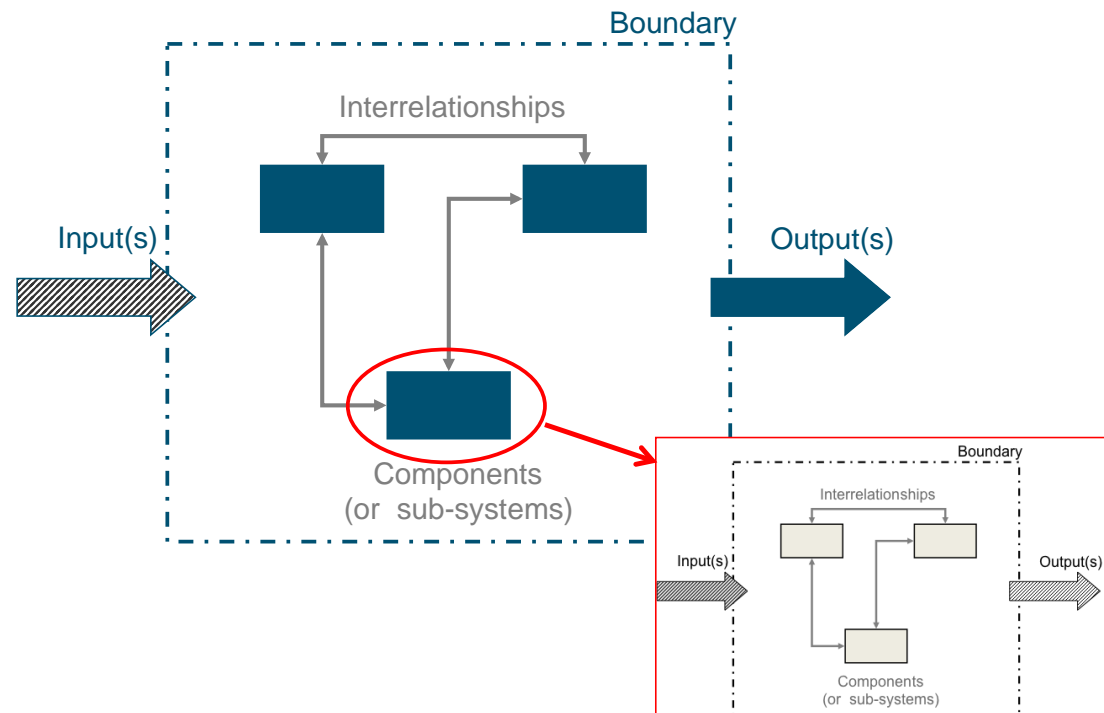 Boundary
Interrelationships
Input(s)
Output(s)
Components
(or sub-systems)
Boundary
Interrelationships
Input(s)
Output(s)
Components
(or sub-systems)